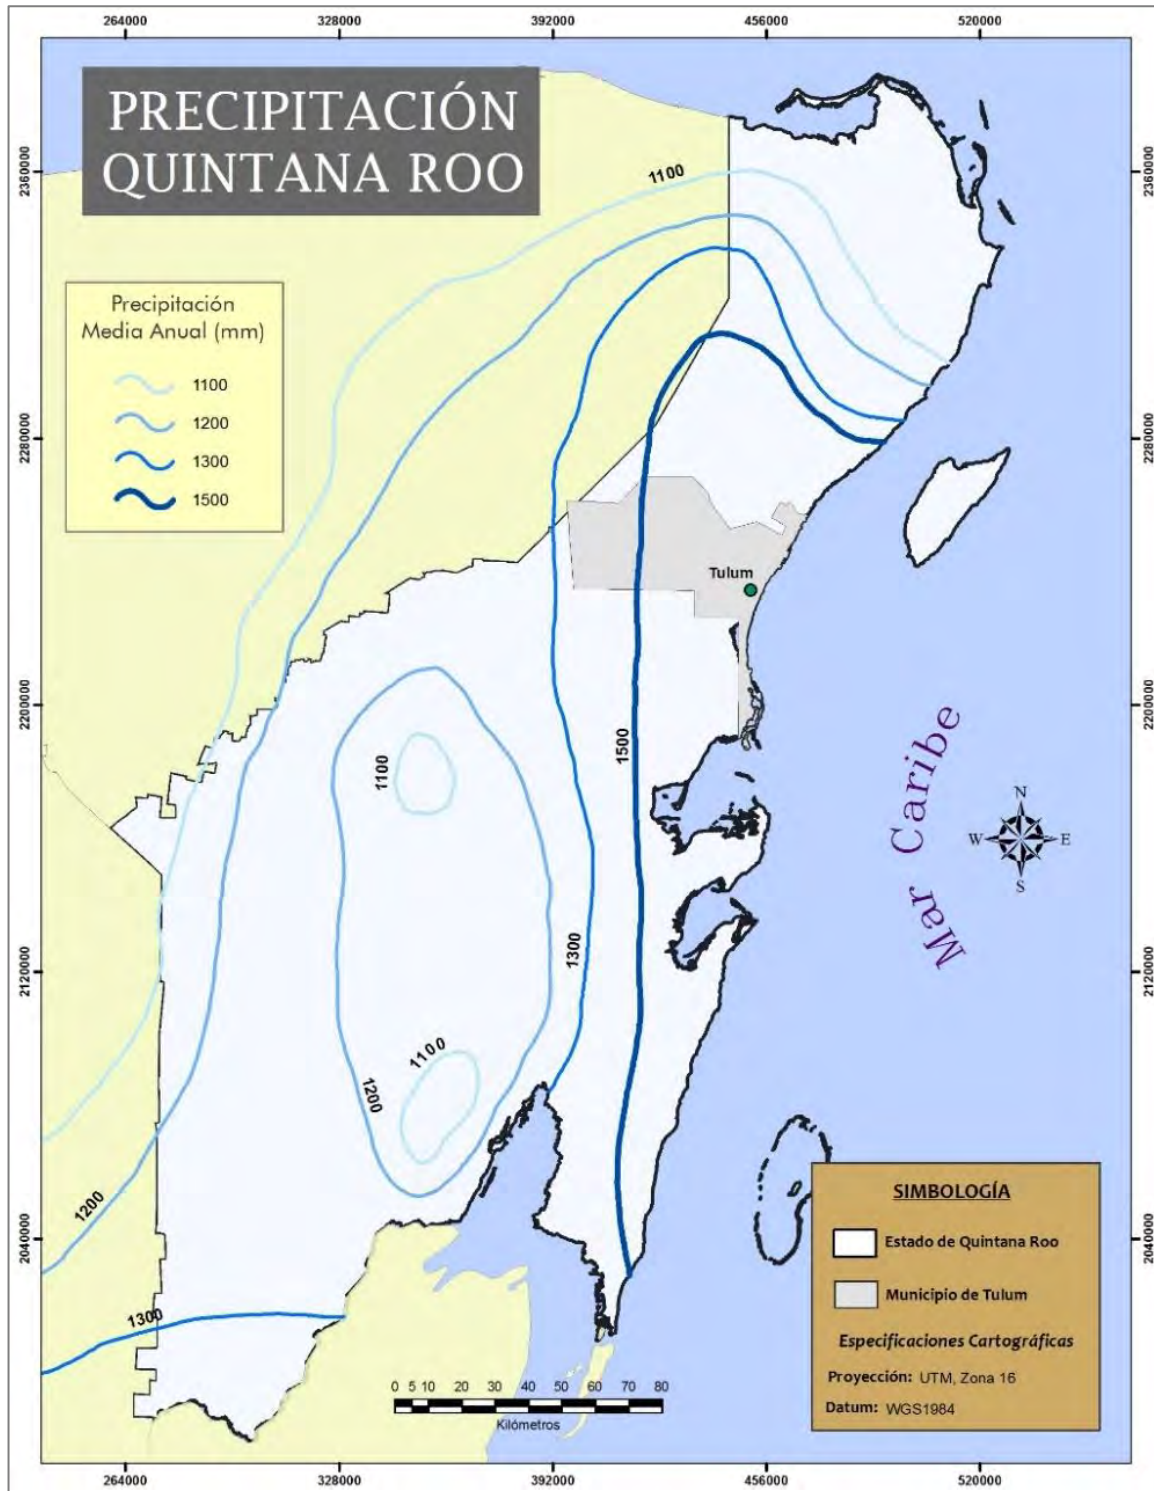 264000 328000 392000 456000 520000
PRECIPITACIÓN
QUINTANA ROO
2360000
2360000
1100
Precipitación
Media Anual (mm)
1100
1200
1300
1500
2280000
2280000
Tulum
2200000
2200000
1100
1500
Mar Caribe
N
W
E
S
1300
2120000
2120000
1100
1200
1200
2040000
2040000
1300
SIMBOLOGÍA
Estado de Quintana Roo
Municipio de Tulum
Especificaciones Cartográficas
Proyección: UTM, Zona 16
Datum: WGS1984
0 5 10 20 30 40 50 60 70 80
Kilómetros
264000 328000 392000 456000 520000